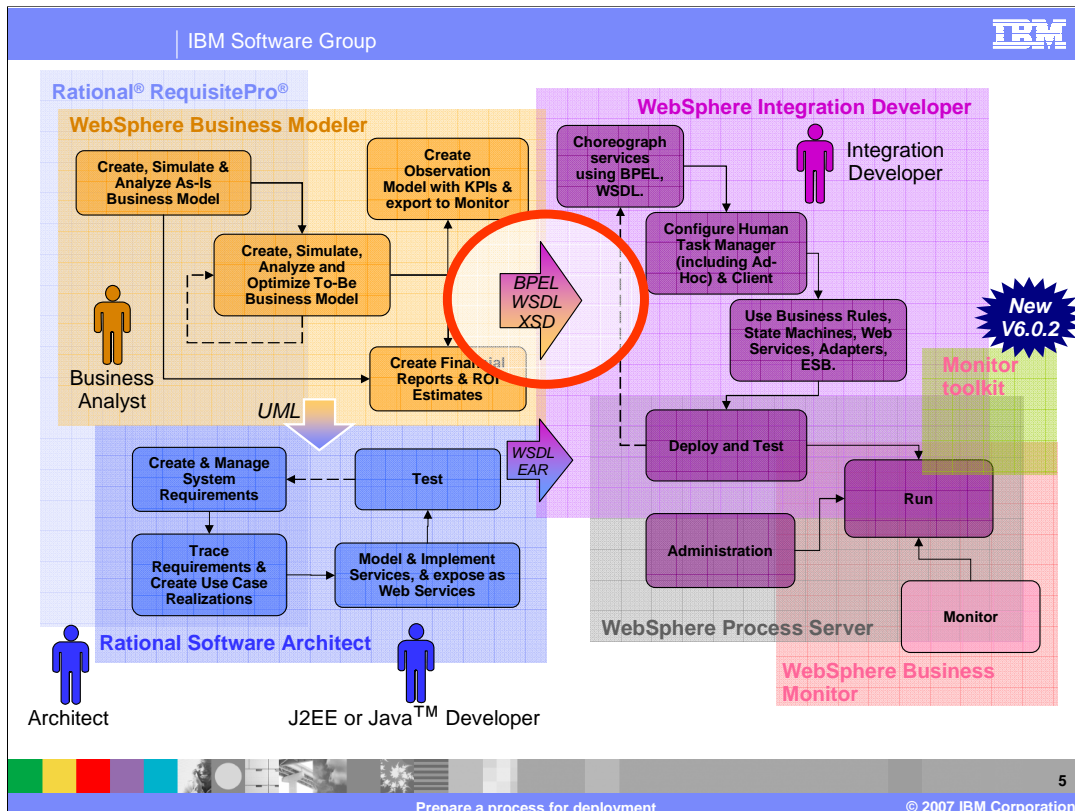 IBM Software Group
IBM
Rational® RequisitePro®
WebSphere Business Modeler
Create, Simulate &
Analyze As-Is
Business Model
Create
Observation
Model with KPIs &
export to Monitor
Create, Simulate,
Analyze and
Optimize To-Be
Business Model
Create Financial
Reports & ROI
Estimates
Business
Analyst
UML
BPEL
WSDL
XSD
WebSphere Integration Developer
Choreograph
services
using BPEL,
WSDL.
Integration
Developer
Configure Human
Task Manager
(including Ad-
Hoc) & Client
Use Business Rules,
State Machines, Web
Services, Adapters,
ESB.
New
V6.0.2
Monitor
toolkit
WSDL
EAR
Deploy and Test
Run
Administration
Monitor
WebSphere Process Server
WebSphere Business
Monitor
Create & Manage
System
Requirements
Test
Trace
Requirements &
Create Use Case
Realizations
Model & Implement
Services, & expose as
Web Services
Rational Software Architect
Architect
J2EE or Java™ Developer
5
Prepare a process for deployment
© 2007 IBM Corporation